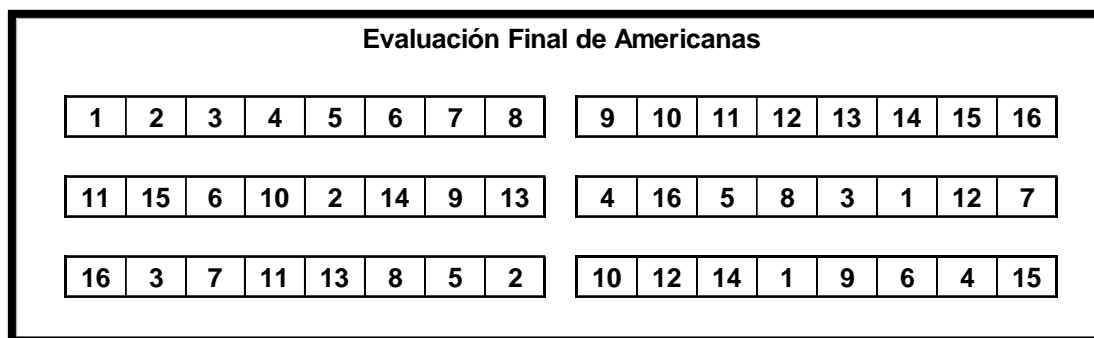 Evaluación Final de Americanas
1 2 3 4 5 6 7 8 9 10 11 12 13 14 15 16
11 15 6 10 2 14 9 13 4 16 5 8 3 1 12 7
16 3 7 11 13 8 5 2 10 12 14 1 9 6 4 15